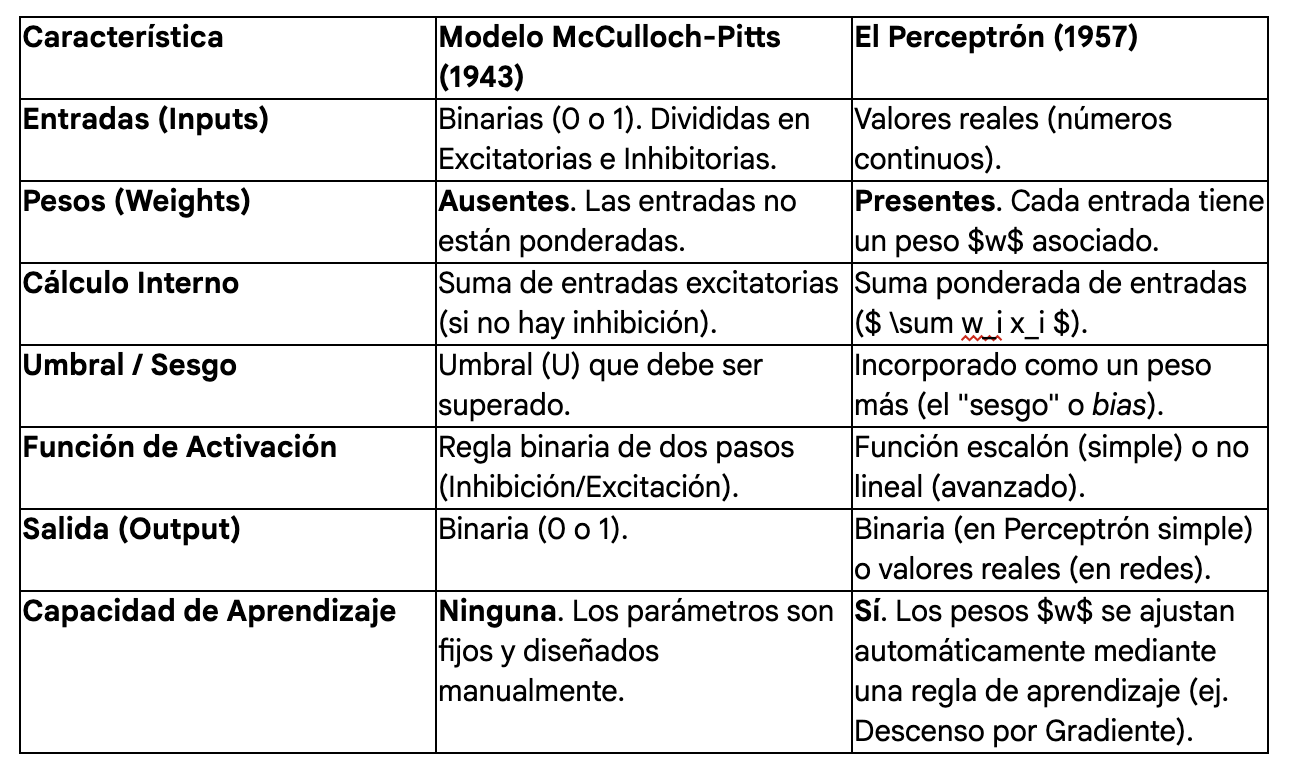 Característica
Modelo McCulloch-Pitts
(1943)
El Perceptrón (1957)
Entradas (Inputs)
Binarias (0 o 1). Divididas en
Excitatorias e Inhibitorias.
Valores reales (números
continuos).
Pesos (Weights)
Ausentes. Las entradas no
están ponderadas.
Presentes. Cada entrada tiene
un peso $w$ asociado.
Cálculo Interno
Suma de entradas excitatorias
(si no hay inhibición).
Suma ponderada de entradas
($ \sum w_i x_i $).
Umbral / Sesgo
Umbral (U) que debe ser
superado.
Incorporado como un peso
más (el "sesgo" o bias).
Función de Activación
Regla binaria de dos pasos
(Inhibición/Excitación).
Función escalón (simple) o no
lineal (avanzado).
Salida (Output)
Binaria (0 o 1).
Binaria (en Perceptrón simple)
o valores reales (en redes).
Capacidad de Aprendizaje
Ninguna. Los parámetros son
fijos y diseñados
manualmente.
Sí. Los pesos $w$ se ajustan
automáticamente mediante
una regla de aprendizaje (ej.
Descenso por Gradiente).